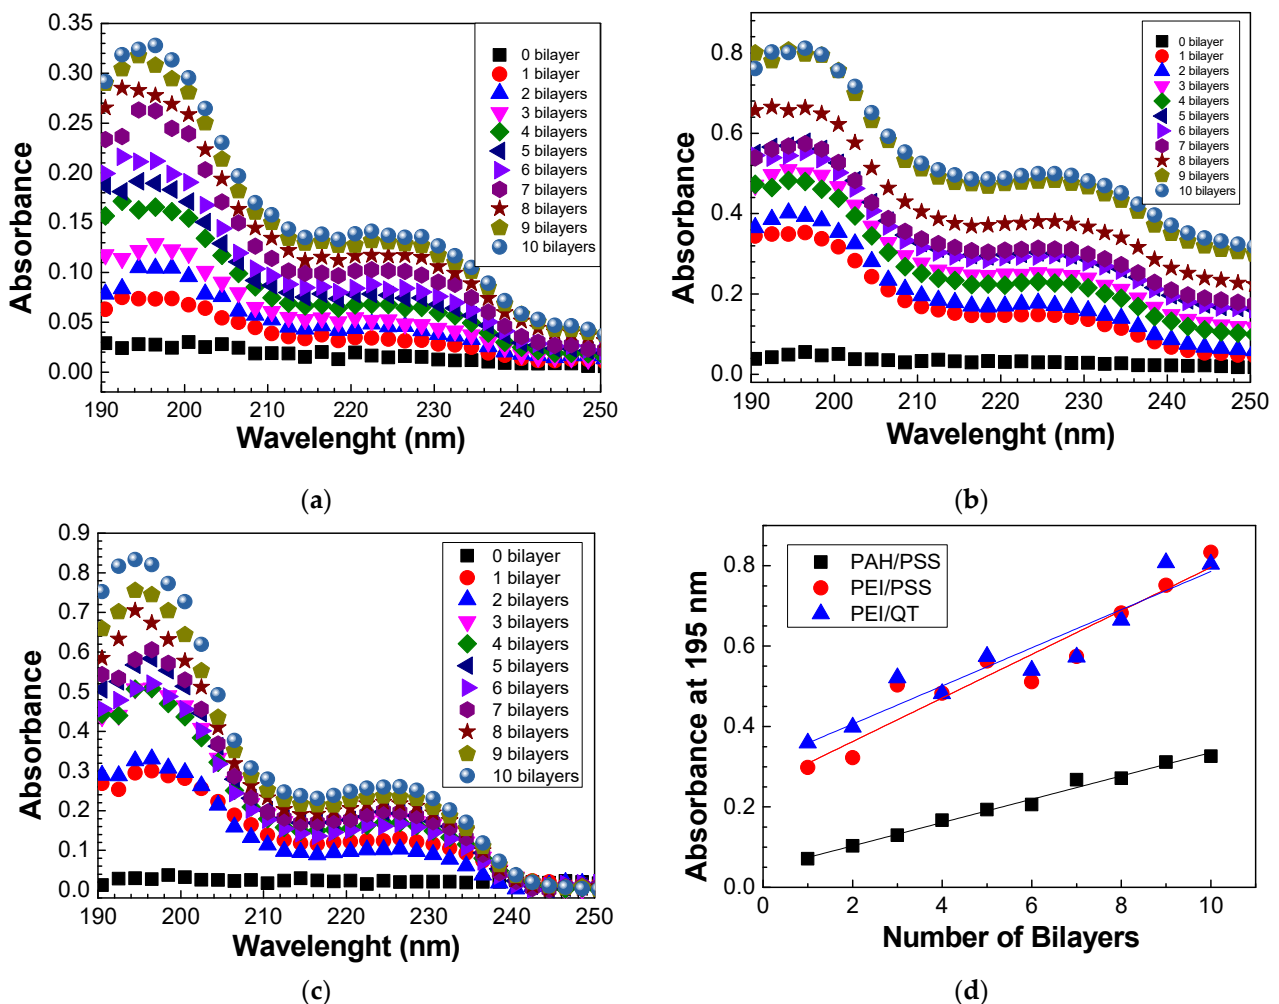 0.35
0.30
0.25
0.20
0.15
0.10
0.05
0.00
Absorbance
190 200 210 220 230 240 250
Wavelenght (nm)
0 bilayer
1 bilayer
2 bilayers
3 bilayers
4 bilayers
5 bilayers
6 bilayers
7 bilayers
8 bilayers
9 bilayers
10 bilayers
(a)
0.8
0.6
0.4
0.2
0.0
Absorbance
190 200 210 220 230 240 250
Wavelenght (nm)
0 bilayer
1 bilayer
2 bilayers
3 bilayers
4 bilayers
5 bilayers
6 bilayers
7 bilayers
8 bilayers
9 bilayers
10 bilayers
(b)
0.9
0.8
0.7
0.6
0.5
0.4
0.3
0.2
0.1
0.0
Absorbance
190 200 210 220 230 240 250
Wavelenght (nm)
0 bilayer
1 bilayer
2 bilayers
3 bilayers
4 bilayers
5 bilayers
6 bilayers
7 bilayers
8 bilayers
9 bilayers
10 bilayers
(c)
0.8
0.6
0.4
0.2
0.0
Absorbance at 195 nm
0 2 4 6 8 10
Number of Bilayers
PAH/PSS
PEI/PSS
PEI/QT
(d)